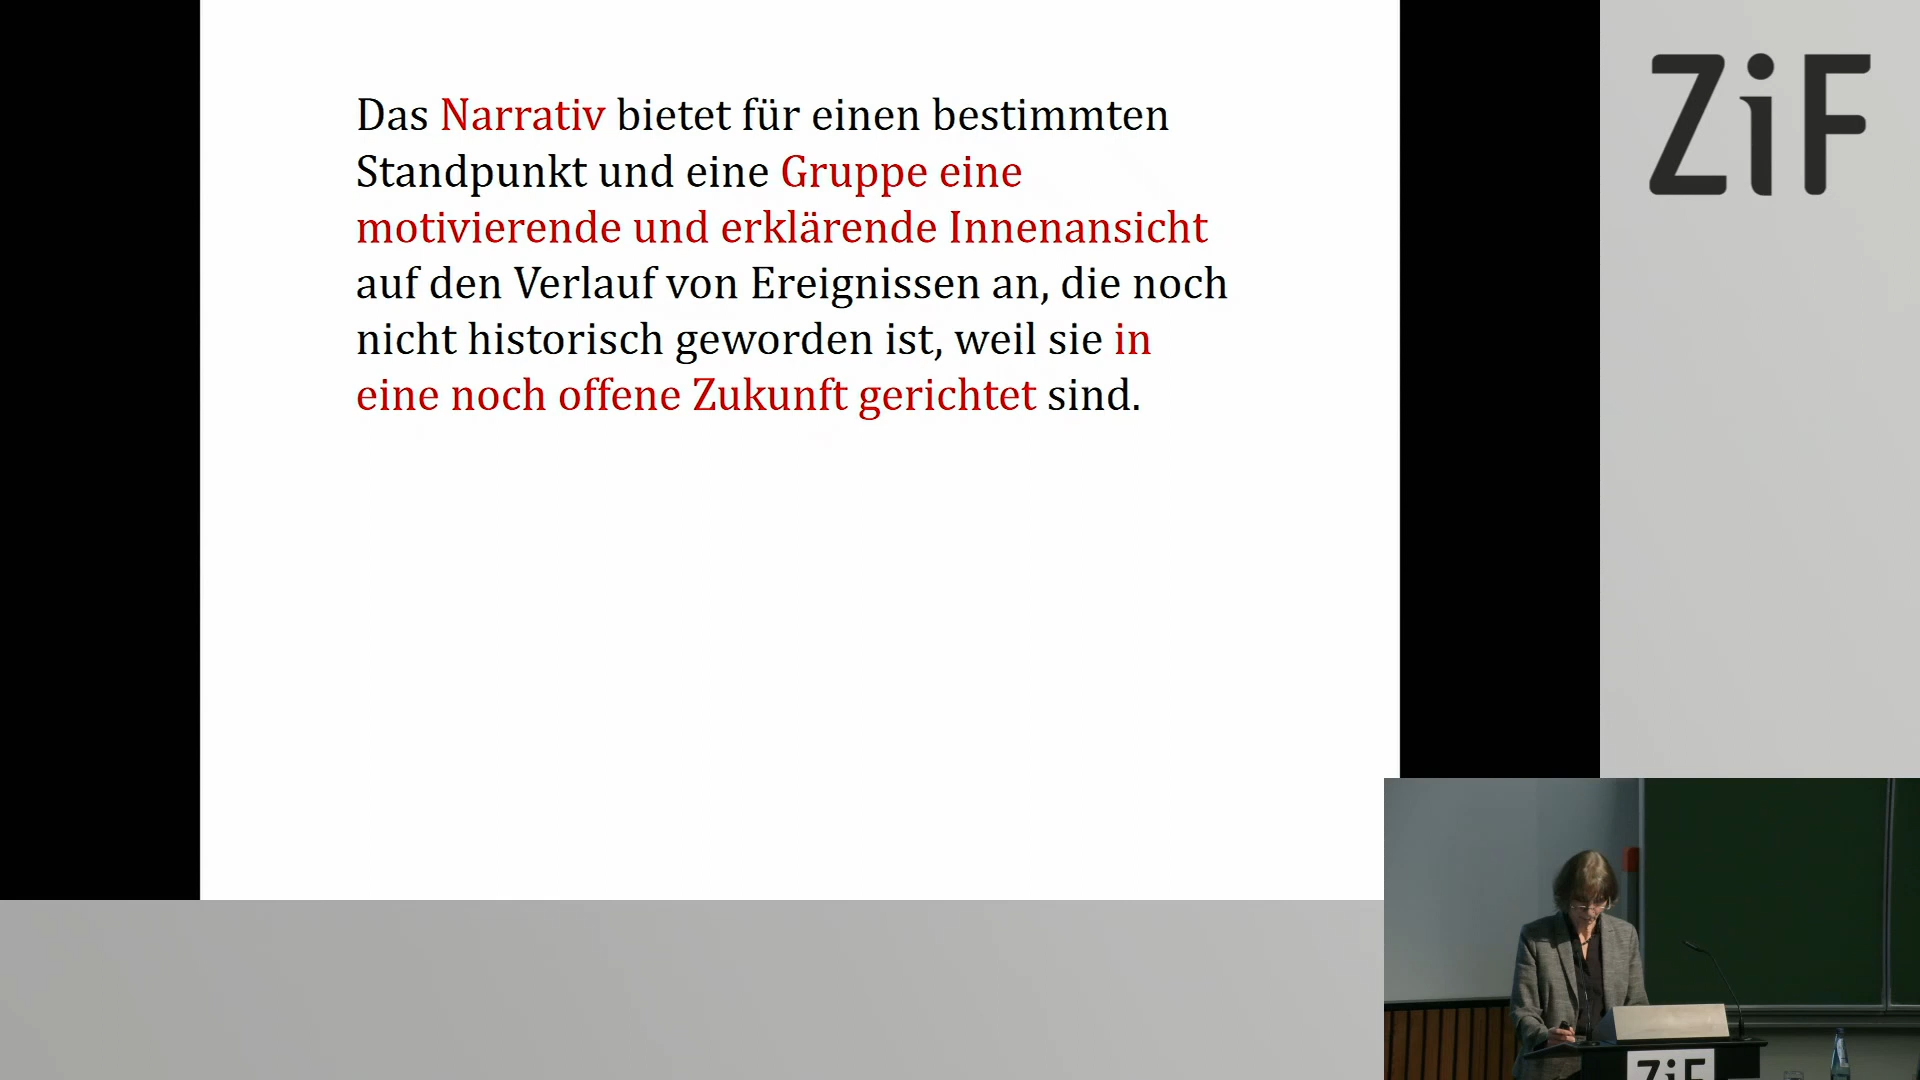 Das Narrativ bietet für einen bestimmten
Standpunkt und eine Gruppe eine
motivierende und erklärende Innenansicht
auf den Verlauf von Ereignissen an, die noch
nicht historisch geworden ist, weil sie in
eine noch offene Zukunft gerichtet sind.
ZiF
ZiF